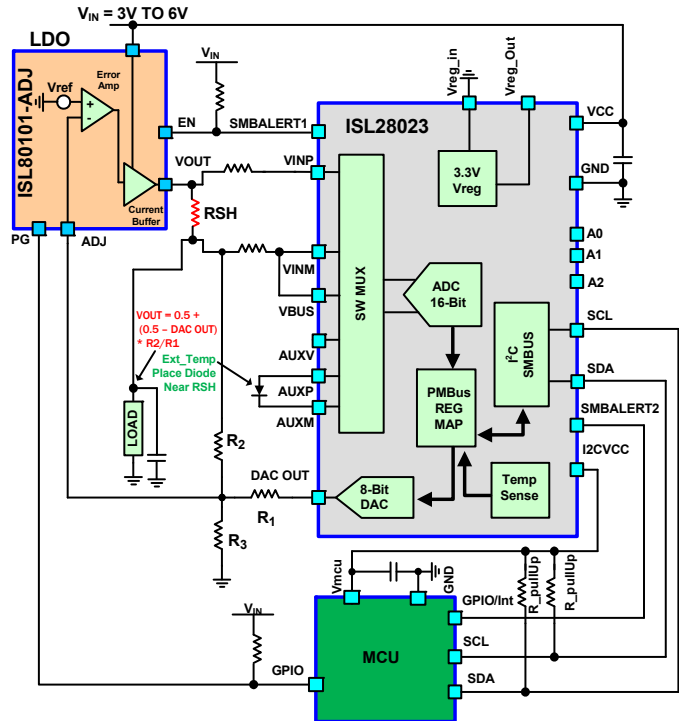 V_IN = 3V TO 6V
LDO
ISL80101-ADJ
Error
Amp
Vref
+
-
Current
Buffer
EN
VOUT
RSH
PG
ADJ
V_IN
SMBALERT1
ISL28023
Vreg_in
Vreg_Out
3.3V
Vreg
VCC
GND
VINP
VINM
VBUS
AUXV
AUXP
AUXM
SW MUX
ADC
16-Bit
A0
A1
A2
SCL
SDA
I²C
SMBUS
SMBALERT2
I2CVCC
PMBus
REG
MAP
Temp
Sense
8-Bit
DAC
DAC OUT
VOUT = 0.5 +
(0.5 – DAC OUT)
* R2/R1
Ext_Temp
Place Diode
Near RSH
LOAD
R2
R1
R3
V_IN
GPIO
Vmcu
GND
MCU
GPIO/Int
SCL
SDA
R_pullUp
R_pullUp